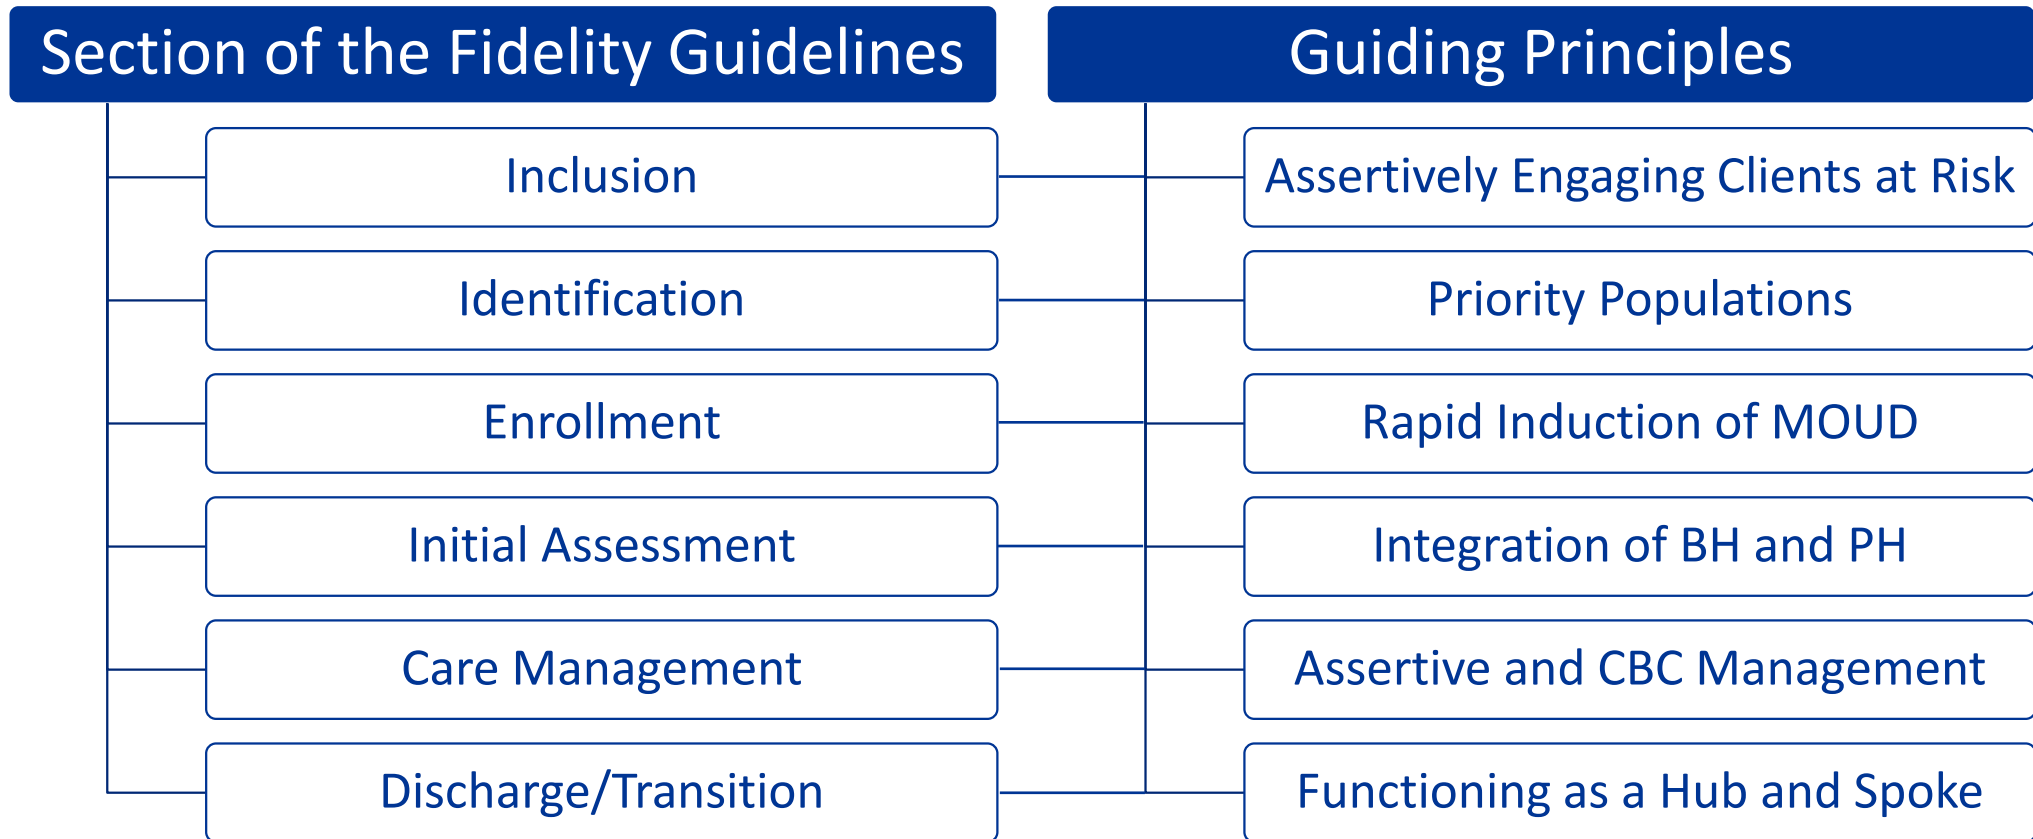 Section of the Fidelity Guidelines
Inclusion
Identification
Enrollment
Initial Assessment
Care Management
Discharge/Transition
Guiding Principles
Assertively Engaging Clients at Risk
Priority Populations
Rapid Induction of MOUD
Integration of BH and PH
Assertive and CBC Management
Functioning as a Hub and Spoke